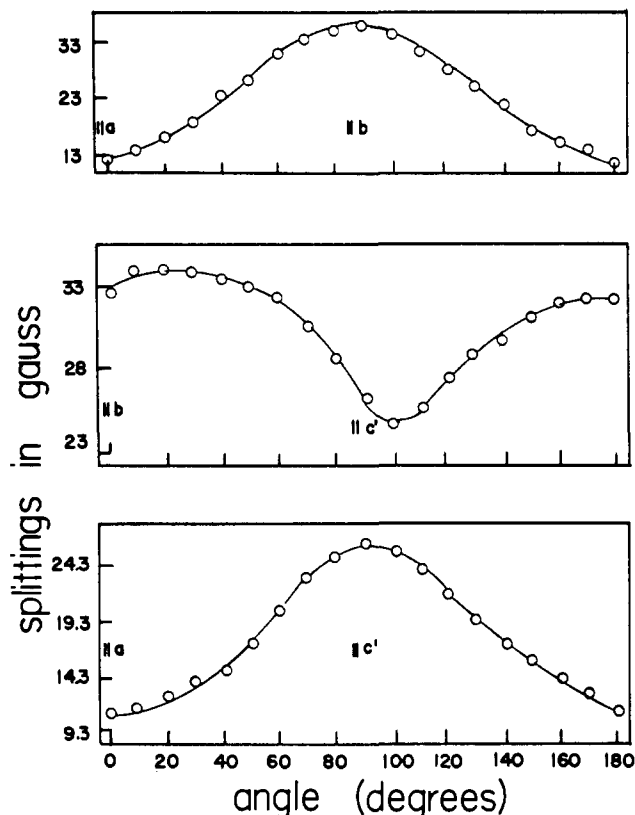 33
23
||a
||b
13
33
28
||b
||c'
23
24.3
19.3
||a
||c'
14.3
9.3
0 20 40 60 80 100 120 140 160 180
angle (degrees)
splittings in gauss